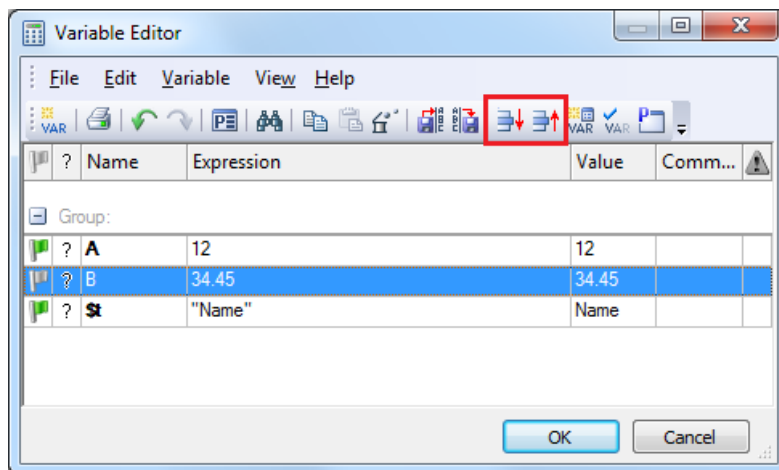 Variable Editor
File Edit Variable View Help
VAR PE VAR VAR P
? Name Expression Value Comm...
Group:
? A 12 12
? B 34.45 34.45
? $t "Name" Name
OK Cancel